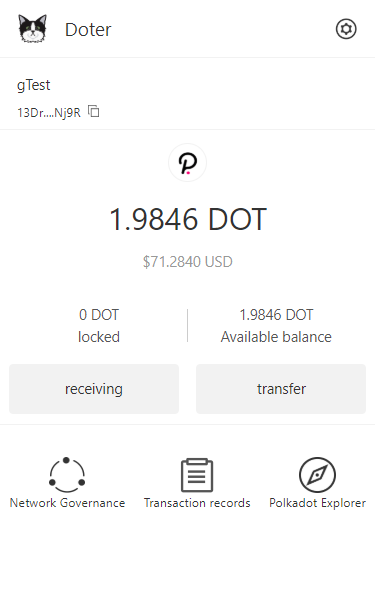 Doter
gTest
13Dr....Nj9R
1.9846 DOT
$71.2840 USD
0 DOT
locked
1.9846 DOT
Available balance
receiving
transfer
Network Governance
Transaction records
Polkadot Explorer